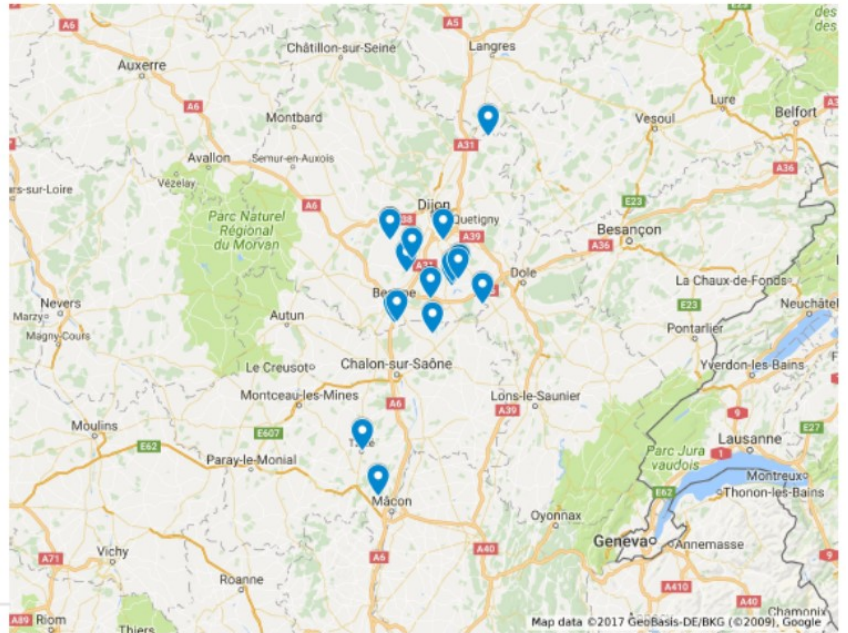 A6
A5
Châtillon-sur-Seine
Langres
Auxerre
A6
Montbard
Vesoul
Lure
Belfort
A31
Avallon
Semur-en-Auxois
A36
Vézelay
A6
Dijon
E23
Quetigny
Parc Naturel
Régional
du Morvan
A39
Besançon
A36
Dole
La Chaux-de-Fonds
Nevers
E23
Neuchâtel
Marzy
Autun
Magny-Cours
Pontarlier
Le Creusot
Chalon-sur-Saône
Yverdon-les-Bains
Montceau-les-Mines
A6
Lons-le-Saunier
A39
9
Moulins
E607
E27
E62
Lausanne
Paray-le-Monial
Parc Jura
vaudois
1
Montreux
E62
Thonon-les-Bains
Mâcon
Oyonnax
Geneva
Annemasse
A71
Vichy
A6
A40
9
Roanne
A410
A40
Chamonix
A89
Riom
Thiers
Map data ©2017 GeoBasis-DE/BKG (©2009), Google